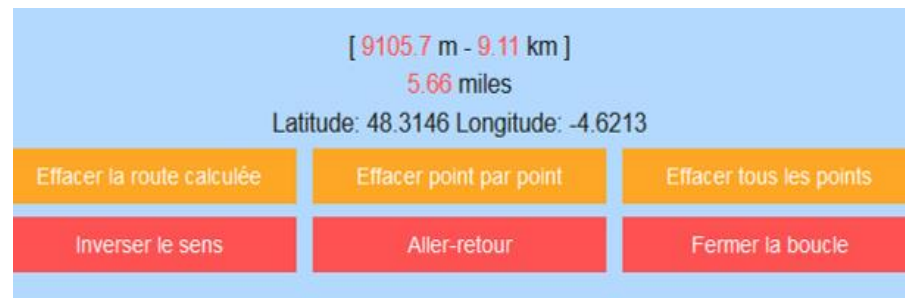 [ 9105.7 m - 9.11 km ]
5.66 miles
Latitude: 48.3146 Longitude: -4.6213
Effacer la route calculée Effacer point par point Effacer tous les points
Inverser le sens Aller-retour Fermer la boucle